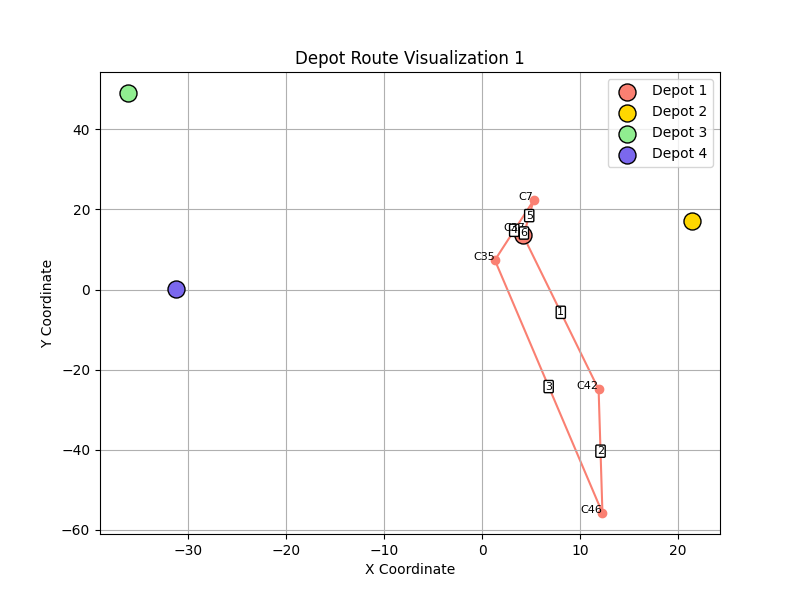 Depot Route Visualization 1
Depot 1
Depot 2
Depot 3
Depot 4
Y Coordinate
40
20
0
−20
−40
−60
C7
5
6
C35
1
C42
3
2
C46
−30
−20
−10
0
10
20
X Coordinate